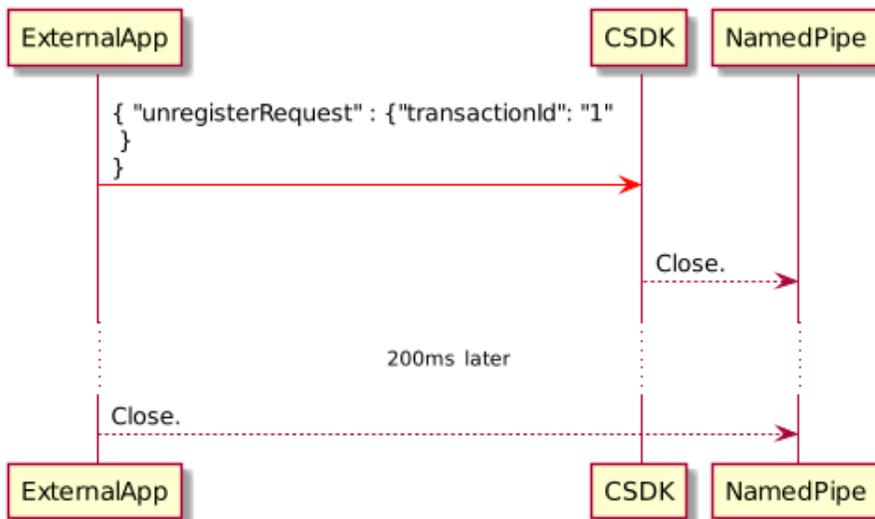 ExternalApp
CSDK
NamedPipe
{ "unregisterRequest" : {"transactionId": "1"
}
}
Close.
200ms later
Close.
ExternalApp
CSDK
NamedPipe